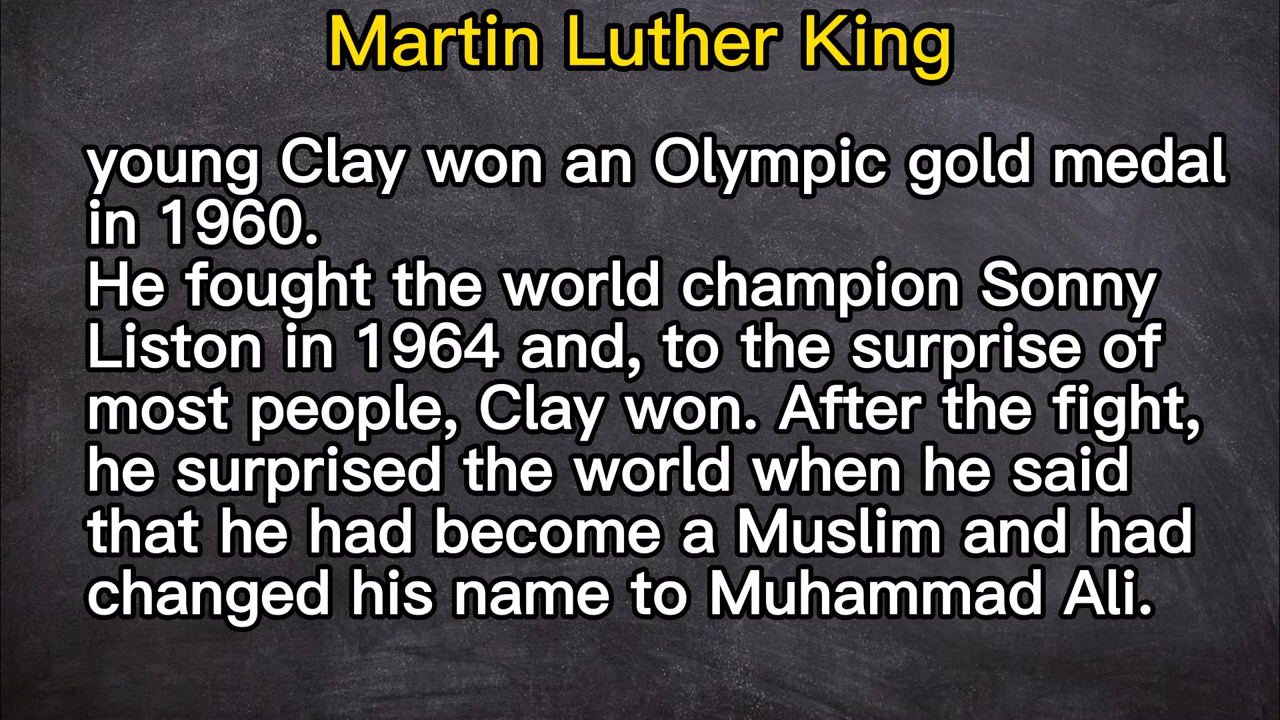 Martin Luther King
young Clay won an Olympic gold medal
in 1960.
He fought the world champion Sonny
Liston in 1964 and, to the surprise of
most people, Clay won. After the fight,
he surprised the world when he said
that he had become a Muslim and had
changed his name to Muhammad Ali.